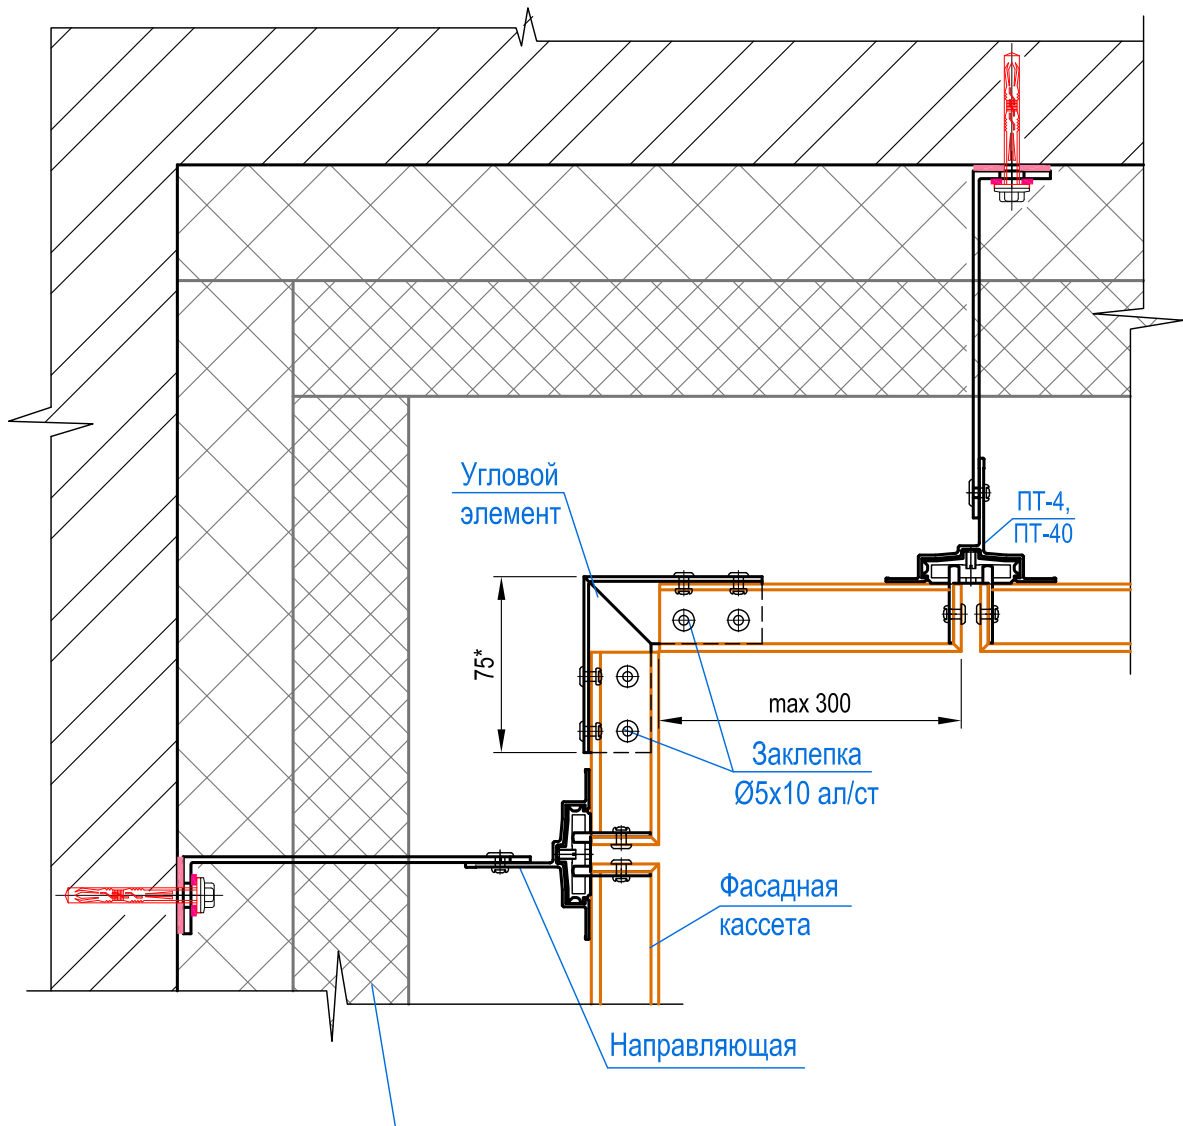 Угловой
элемент
ПТ-4,
ПТ-40
75*
max 300
Заклепка
Ø5х10 ал/ст
Фасадная
кассета
Направляющая